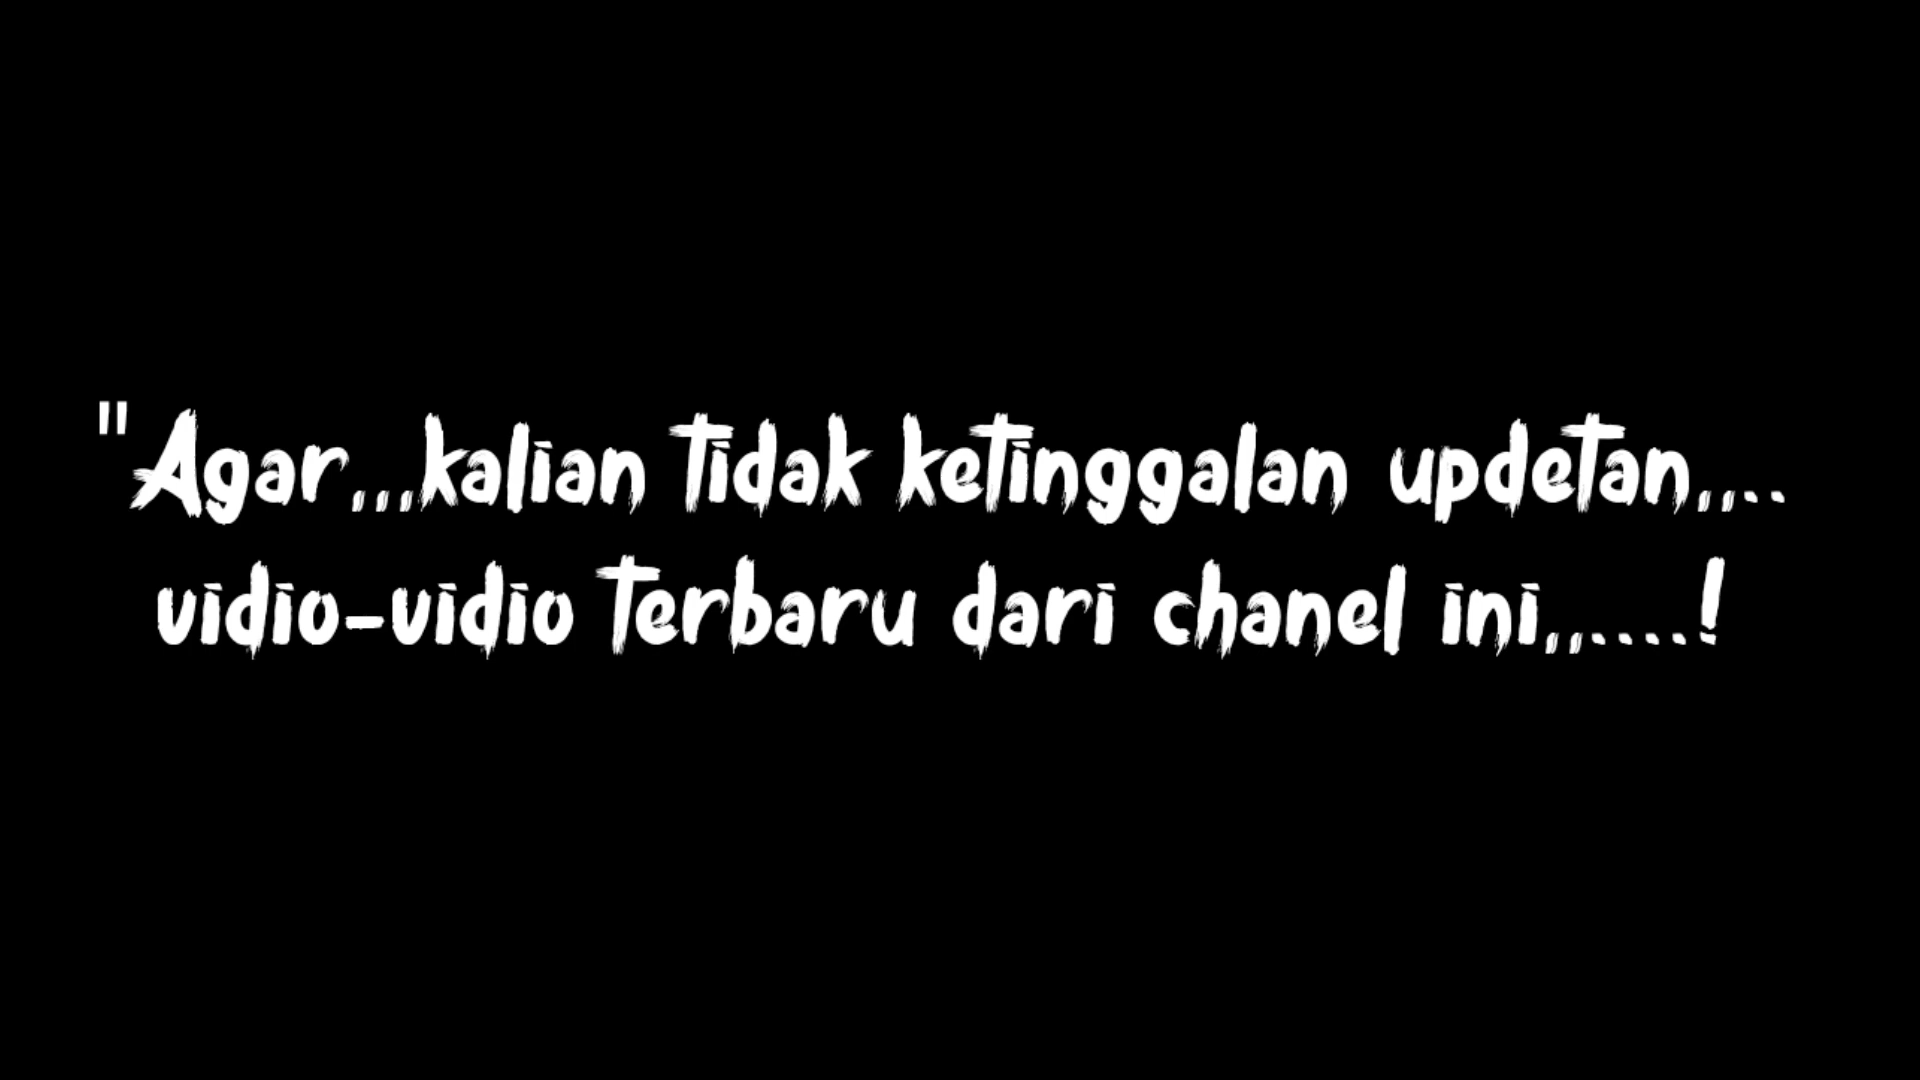 "Agar,,,kalian tidak ketinggalan updetan,,..
vidio-vidio terbaru dari chanel ini,,....!